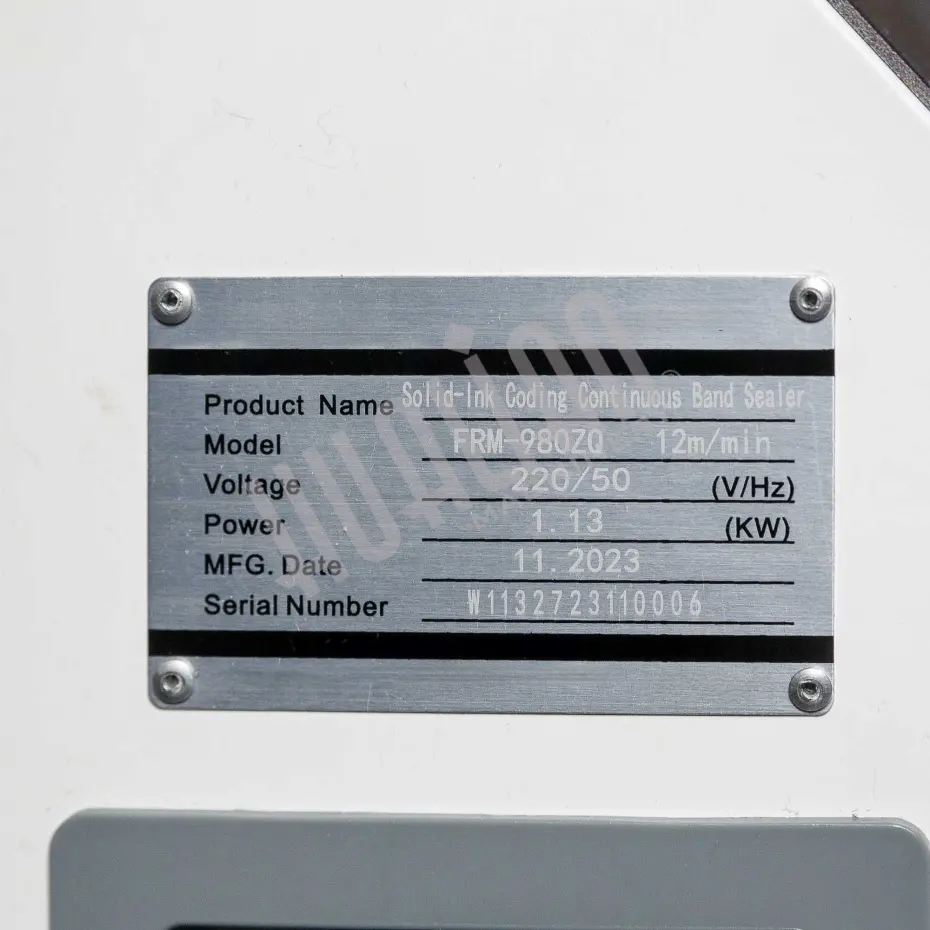 Product Name Solid-Ink Coding Continuous Band Sealer
Model FRM-980ZQ 12m/min
Voltage 220/50 (V/Hz)
Power 1.13 (KW)
MFG. Date 11.2023
Serial Number W1132723110006